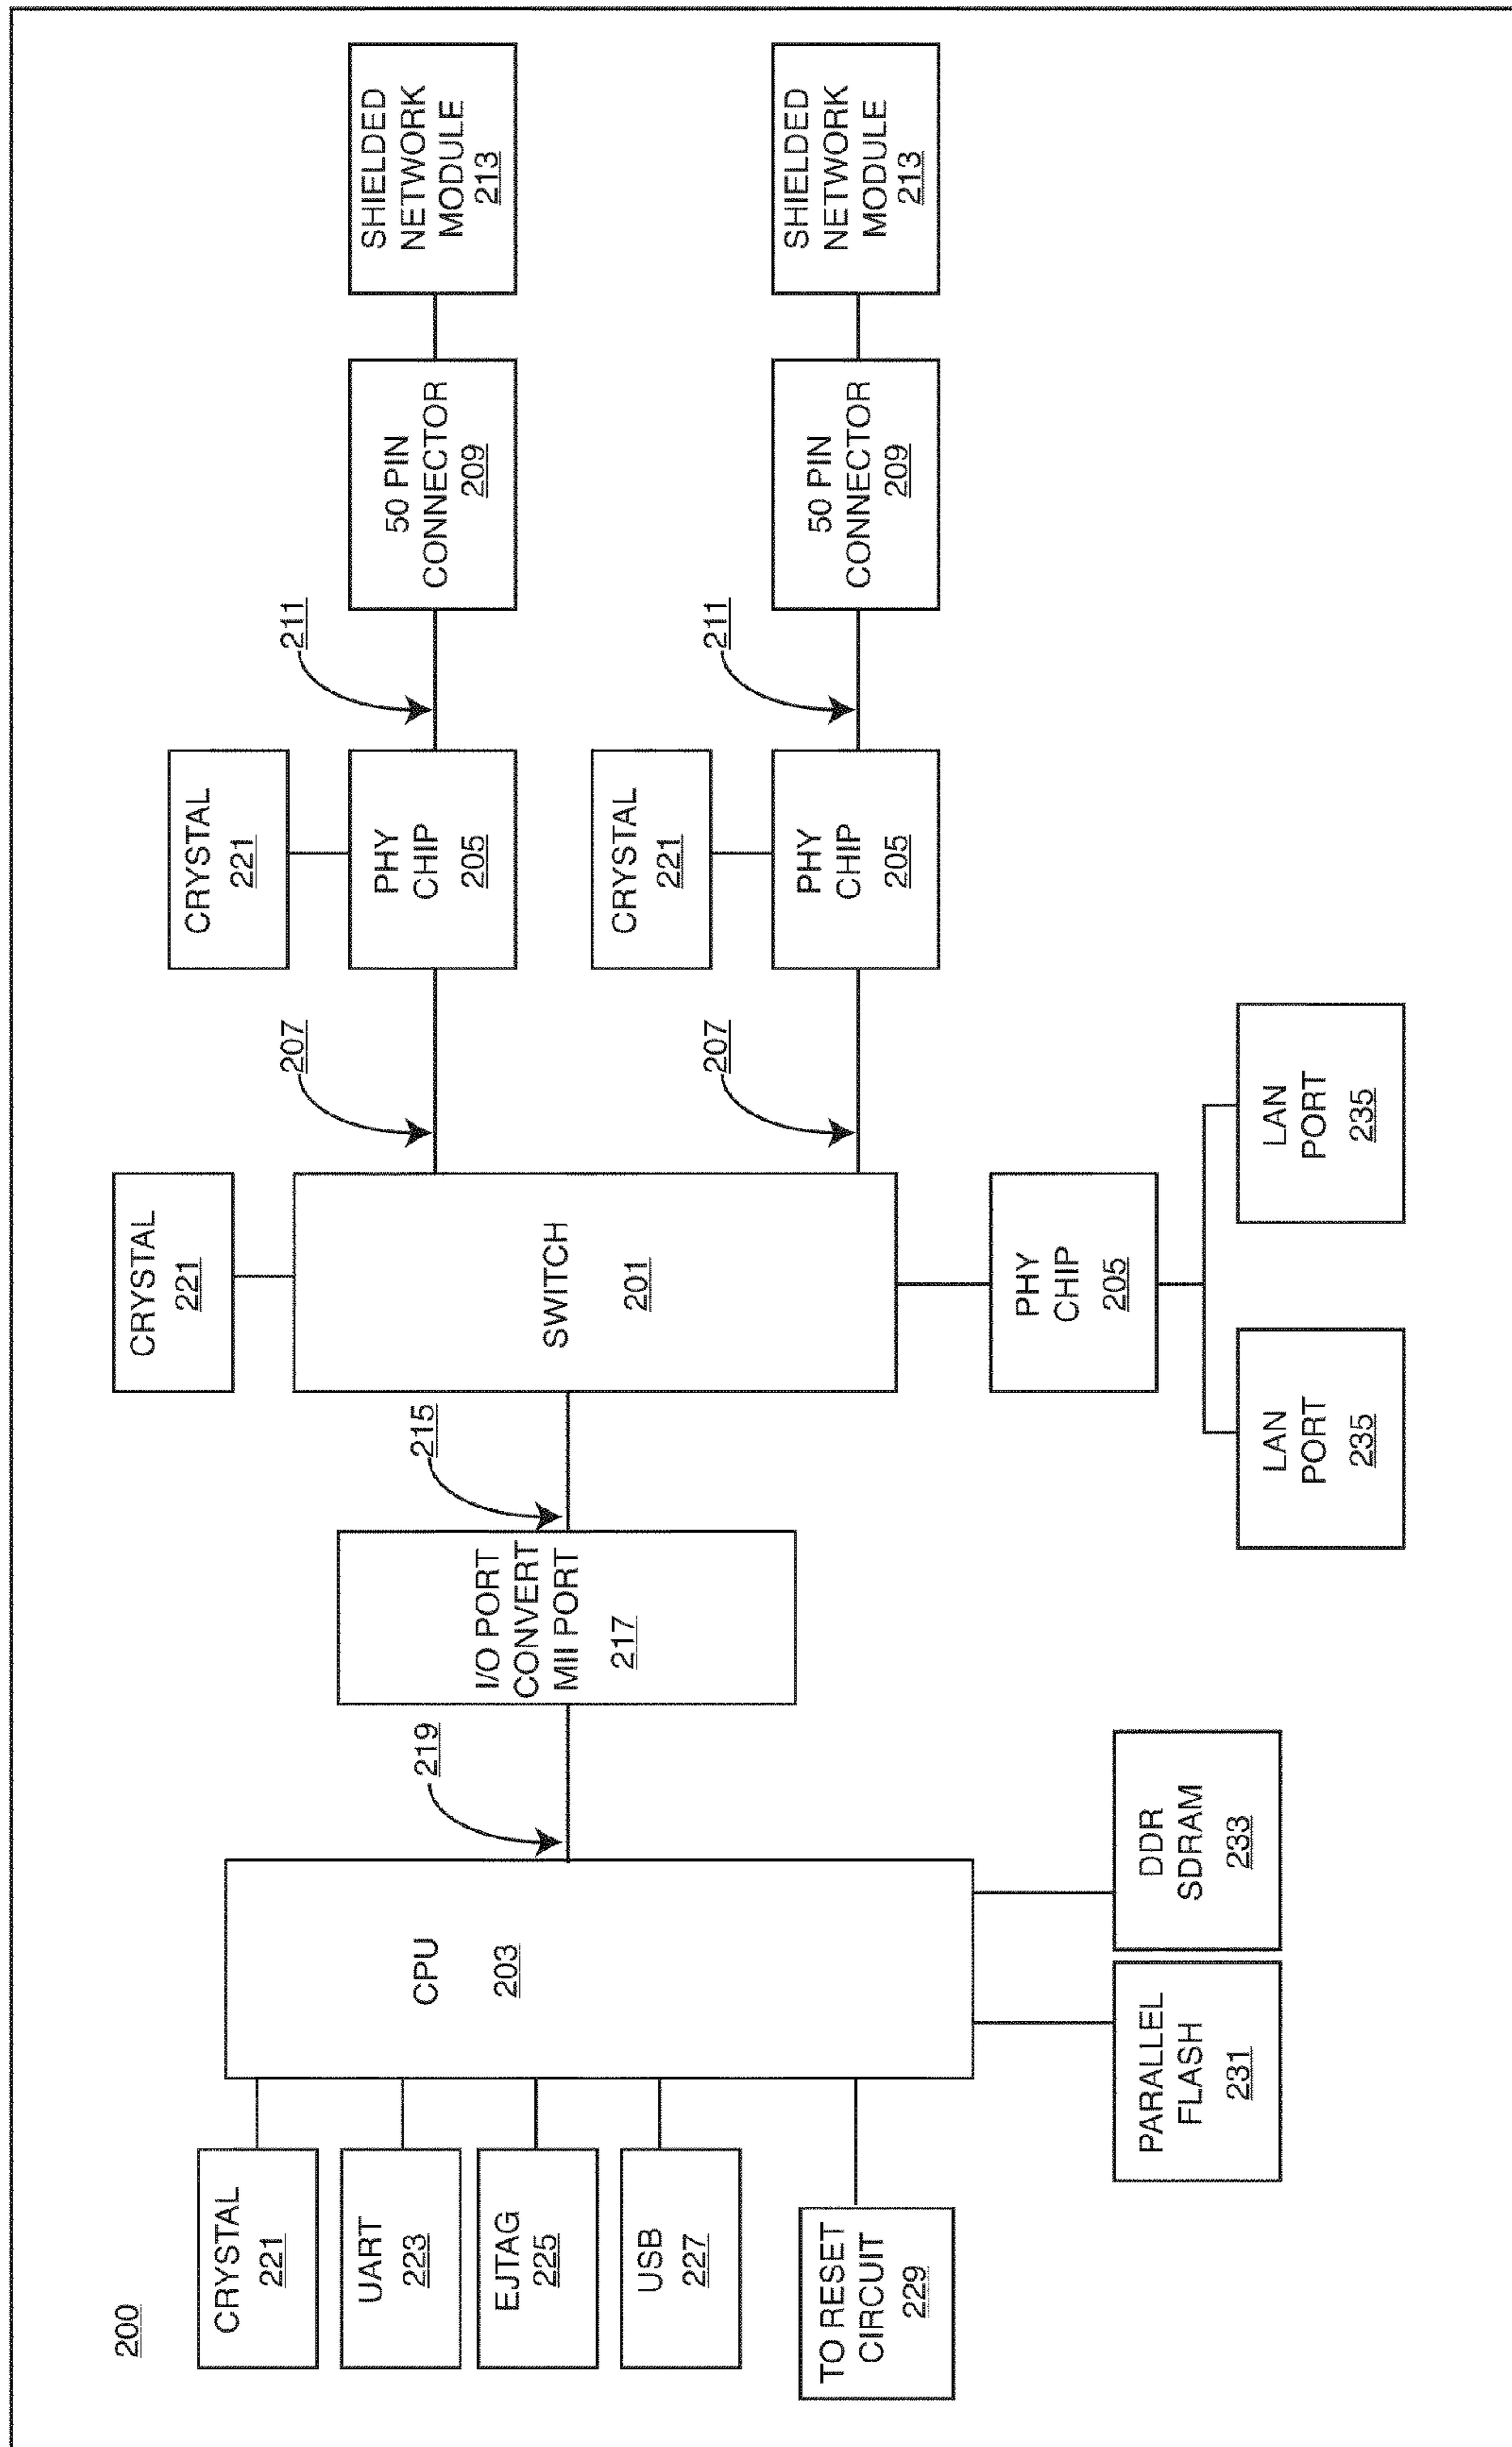 200
CRYSTAL
221
UART
223
EJTAG
225
USB
227
TO RESET
CIRCUIT
229
CPU
203
PARALLEL
FLASH
231
DDR
SDRAM
233
219
I/O PORT
CONVERT
MII PORT
217
215
CRYSTAL
221
SWITCH
201
PHY
CHIP
205
LAN
PORT
235
LAN
PORT
235
207
207
CRYSTAL
221
PHY
CHIP
205
CRYSTAL
221
PHY
CHIP
205
211
211
50 PIN
CONNECTOR
209
50 PIN
CONNECTOR
209
SHIELDED
NETWORK
MODULE
213
SHIELDED
NETWORK
MODULE
213